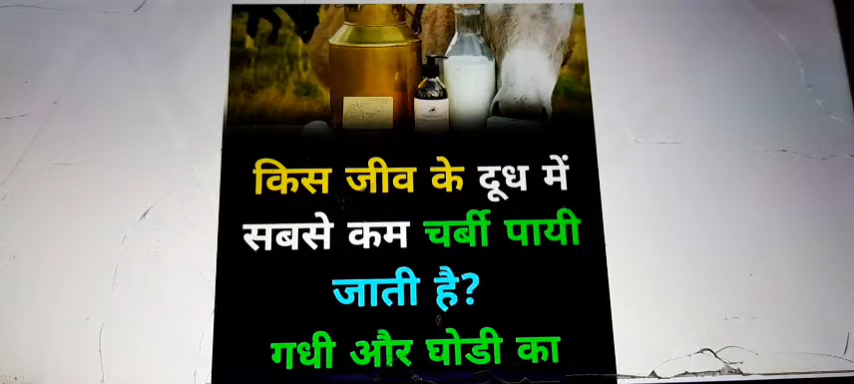 किस जीव के दूध में
सबसे कम चर्बी पायी
जाती है?
गधी और घोडी का